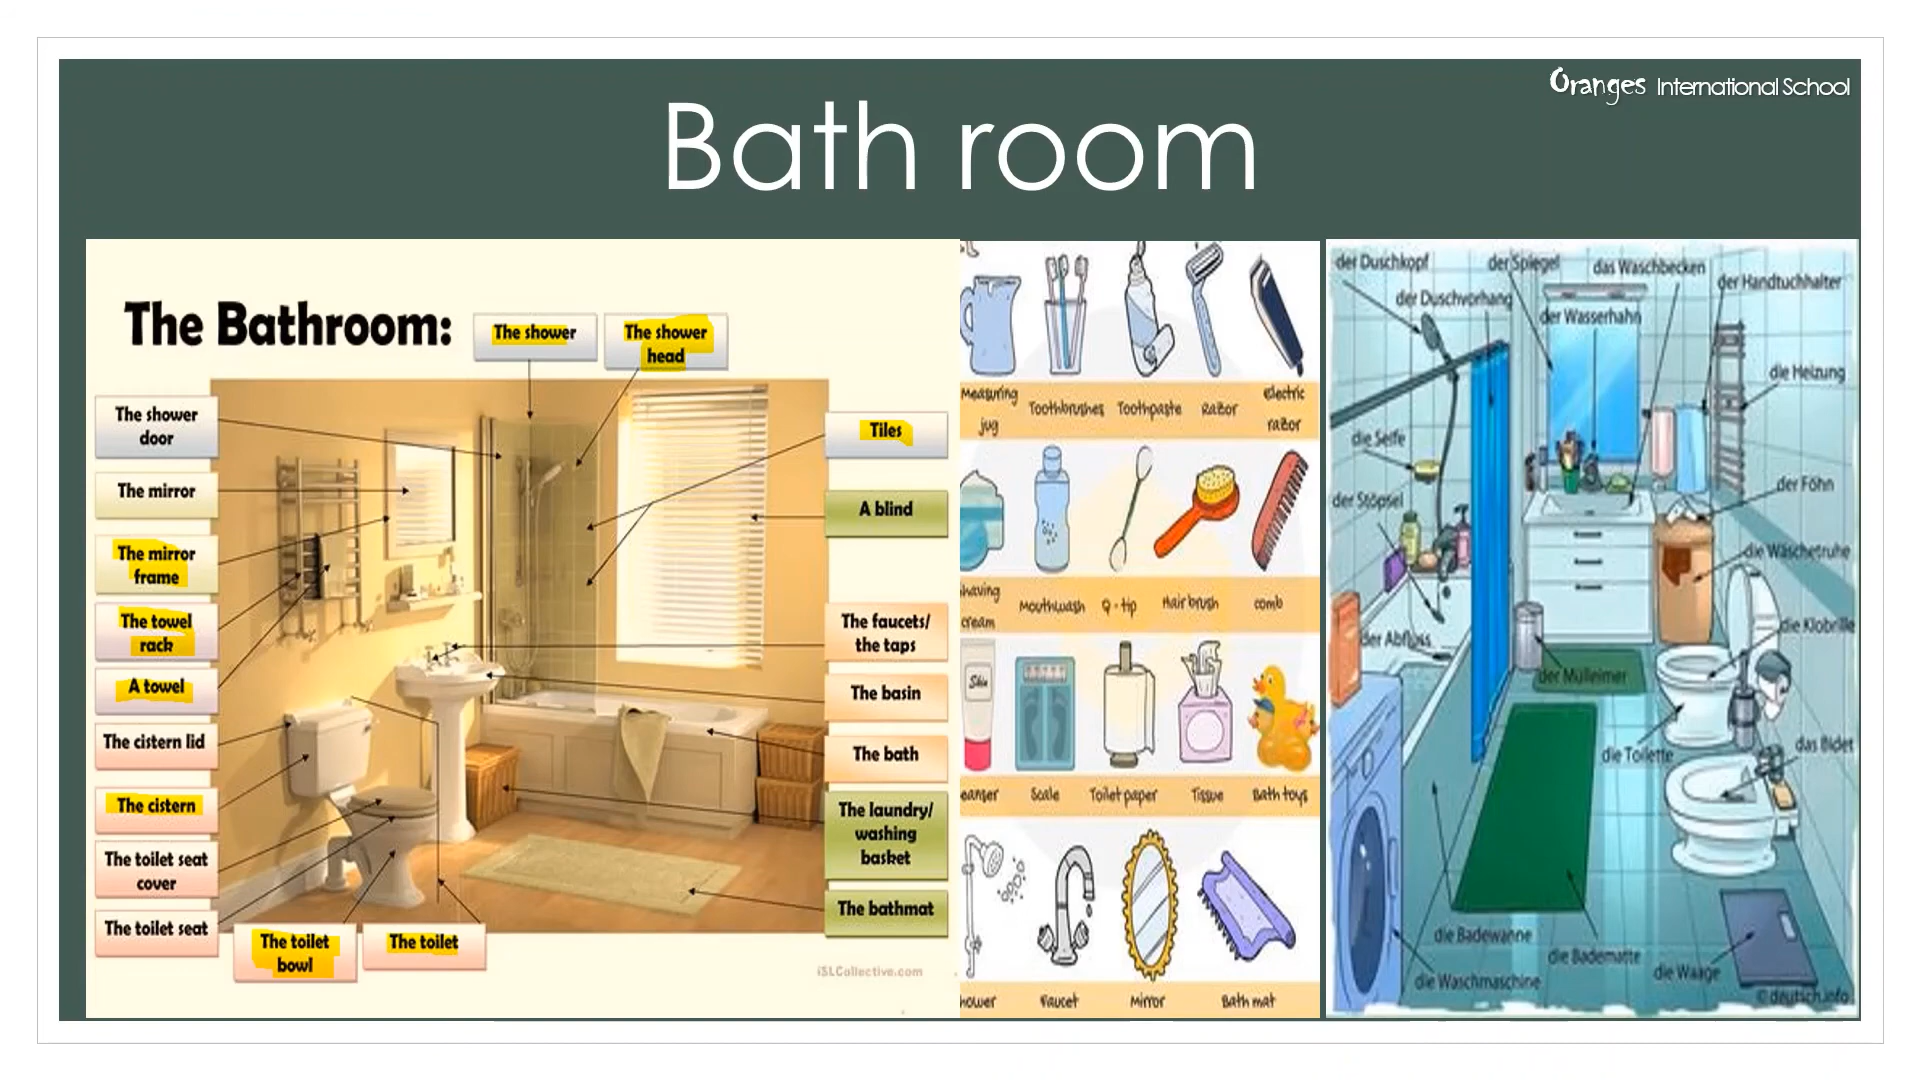 Oranges International School
Bath room
The Bathroom:
The shower
The shower
head
The shower
door
The mirror
The mirror
frame
The towel
rack
A towel
The cistern lid
The cistern
The toilet seat
cover
The toilet seat
The toilet
bowl
The toilet
Tiles
A blind
The faucets/
the taps
The basin
The bath
The laundry/
washing
basket
The bathmat
iSLCollective.com
Measuring
jug
Toothbrushes
Toothpaste
Razor
Electric
razor
having
cream
Mouthwash
Q-tip
Hair brush
comb
Skin
eanser
Scale
Toilet paper
Tissue
Bath toys
hower
Faucet
Mirror
Bath mat
der Duschkopf
der Spiegel
das Waschbecken
der Handtuchhalter
der Duschvorhang
der Wasserhahn
die Heizung
die Seife
der Stöpsel
der Föhn
die Wäschetruhe
der Abfluss
die Klobrille
der Mülleimer
die Toilette
das Bidet
die Badewanne
die Badematte
die Waage
die Waschmaschine
©deutsch.info